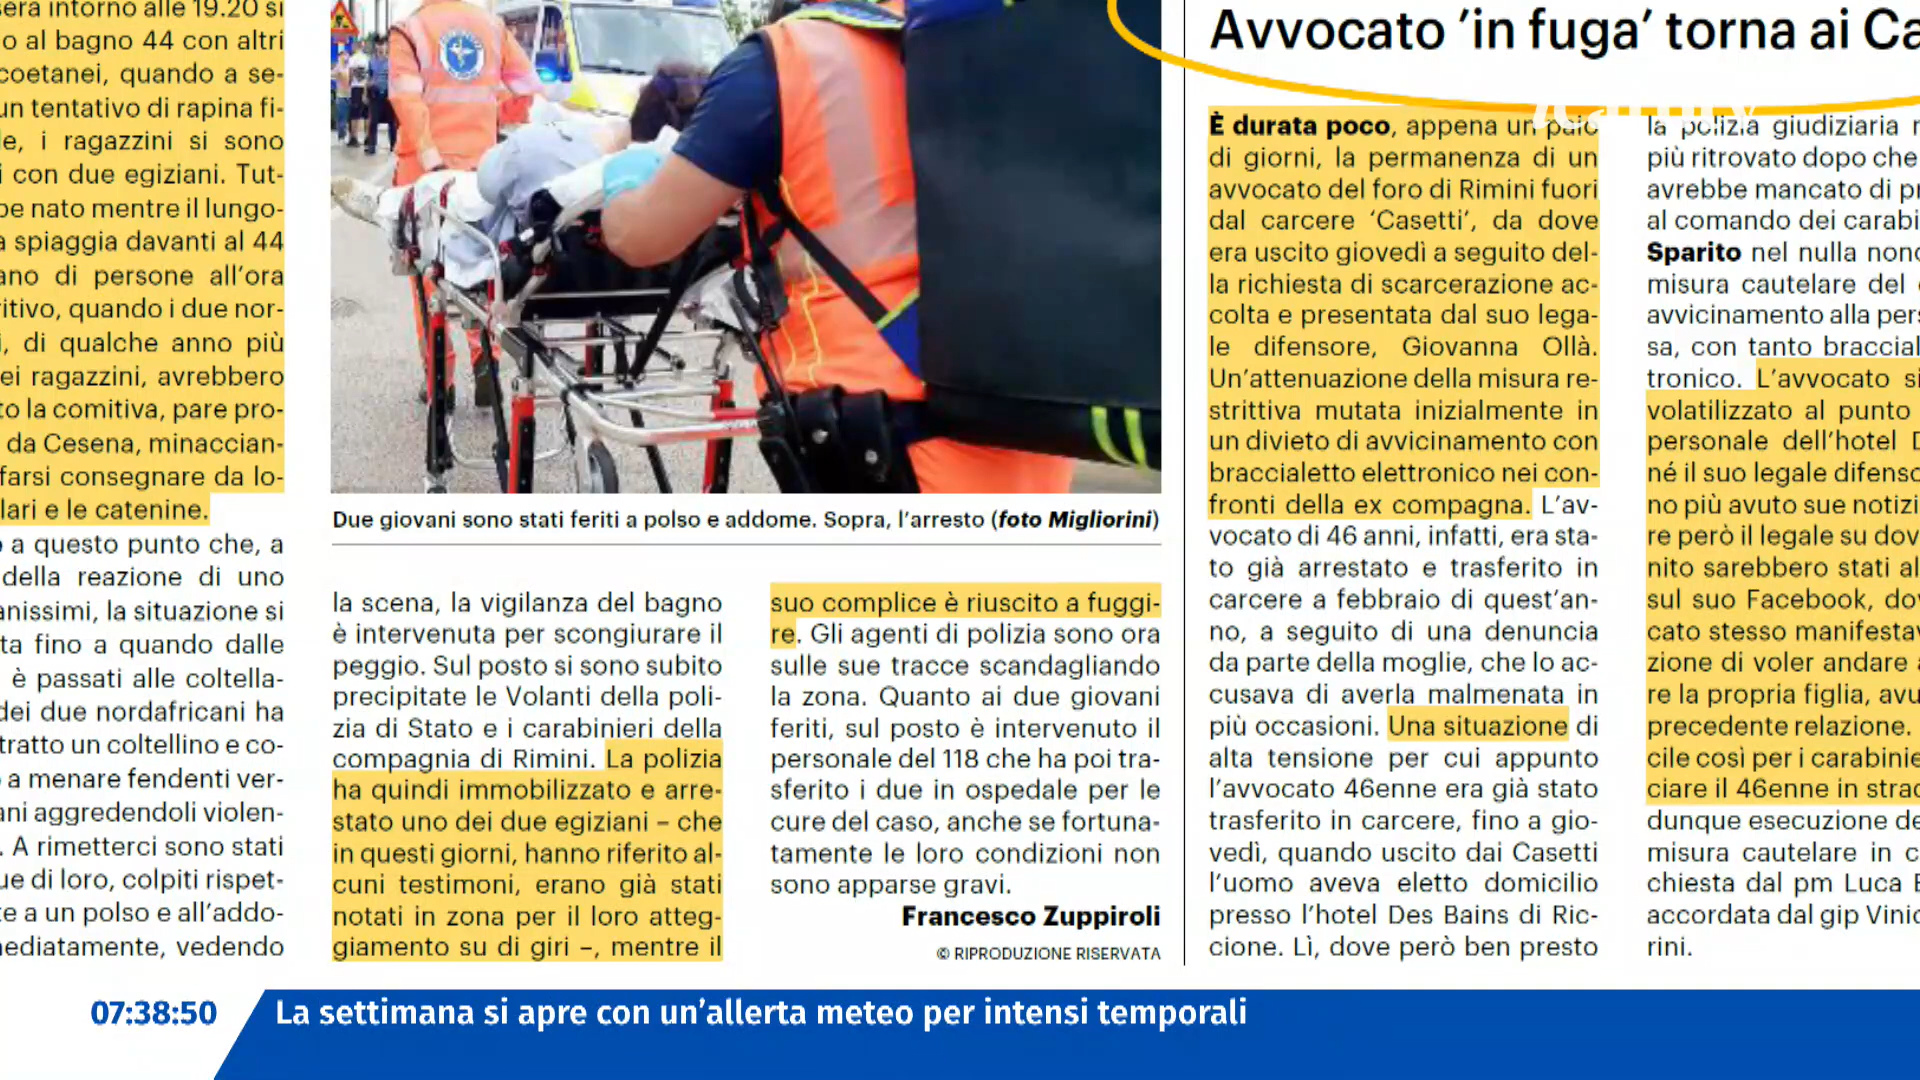 sera intorno alle 19.20 si
o al bagno 44 con altri
coetanei, quando a se-
un tentativo di rapina fi-
le, i ragazzini si sono
i con due egiziani. Tut-
be nato mentre il lungo-
a spiaggia davanti al 44
ano di persone all'ora
ritivo, quando i due nor-
i, di qualche anno più
ei ragazzini, avrebbero
to la comitiva, pare pro-
da Cesena, minaccian-
farsi consegnare da lo-
lari e le catenine.
o a questo punto che, a
della reazione di uno
anissimi, la situazione si
ta fino a quando dalle
è passati alle coltella-
dei due nordafricani ha
tratto un coltellino e co-
o a menare fendenti ver-
ani aggredendoli violen-
. A rimetterci sono stati
ue di loro, colpiti rispet-
te a un polso e all'addo-
mediatamente, vedendo
Due giovani sono stati feriti a polso e addome. Sopra, l'arresto (foto Migliorini)
la scena, la vigilanza del bagno
è intervenuta per scongiurare il
peggio. Sul posto si sono subito
precipitate le Volanti della poli-
zia di Stato e i carabinieri della
compagnia di Rimini. La polizia
ha quindi immobilizzato e arre-
stato uno dei due egiziani – che
in questi giorni, hanno riferito al-
cuni testimoni, erano già stati
notati in zona per il loro atteg-
giamento su di giri –, mentre il
suo complice è riuscito a fuggi-
re. Gli agenti di polizia sono ora
sulle sue tracce scandagliando
la zona. Quanto ai due giovani
feriti, sul posto è intervenuto il
personale del 118 che ha poi tra-
sferito i due in ospedale per le
cure del caso, anche se fortuna-
tamente le loro condizioni non
sono apparse gravi.
Francesco Zuppiroli
© RIPRODUZIONE RISERVATA
Avvocato 'in fuga' torna ai Ca
È durata poco, appena un paio
di giorni, la permanenza di un
avvocato del foro di Rimini fuori
dal carcere 'Casetti', da dove
era uscito giovedì a seguito del-
la richiesta di scarcerazione ac-
colta e presentata dal suo lega-
le difensore, Giovanna Ollà.
Un'attenuazione della misura re-
strittiva mutata inizialmente in
un divieto di avvicinamento con
braccialetto elettronico nei con-
fronti della ex compagna. L'av-
vocato di 46 anni, infatti, era sta-
to già arrestato e trasferito in
carcere a febbraio di quest'an-
no, a seguito di una denuncia
da parte della moglie, che lo ac-
cusava di averla malmenata in
più occasioni. Una situazione di
alta tensione per cui appunto
l'avvocato 46enne era già stato
trasferito in carcere, fino a gio-
vedì, quando uscito dai Casetti
l'uomo aveva eletto domicilio
presso l'hotel Des Bains di Ric-
cione. Lì, dove però ben presto
la polizia giudiziaria
più ritrovato dopo che
avrebbe mancato di pr
al comando dei carabi
Sparito nel nulla nono
misura cautelare del
avvicinamento alla pers
sa, con tanto braccial
tronico. L'avvocato si
volatilizzato al punto
personale dell'hotel D
né il suo legale difenso
no più avuto sue notizi
re però il legale su dov
nito sarebbero stati al
sul suo Facebook, dov
cato stesso manifestav
zione di voler andare a
re la propria figlia, avu
precedente relazione.
cile così per i carabinie
ciare il 46enne in strad
dunque esecuzione de
misura cautelare in c
chiesta dal pm Luca B
accordata dal gip Vinic
rini.
07:38:50 La settimana si apre con un'allerta meteo per intensi temporali